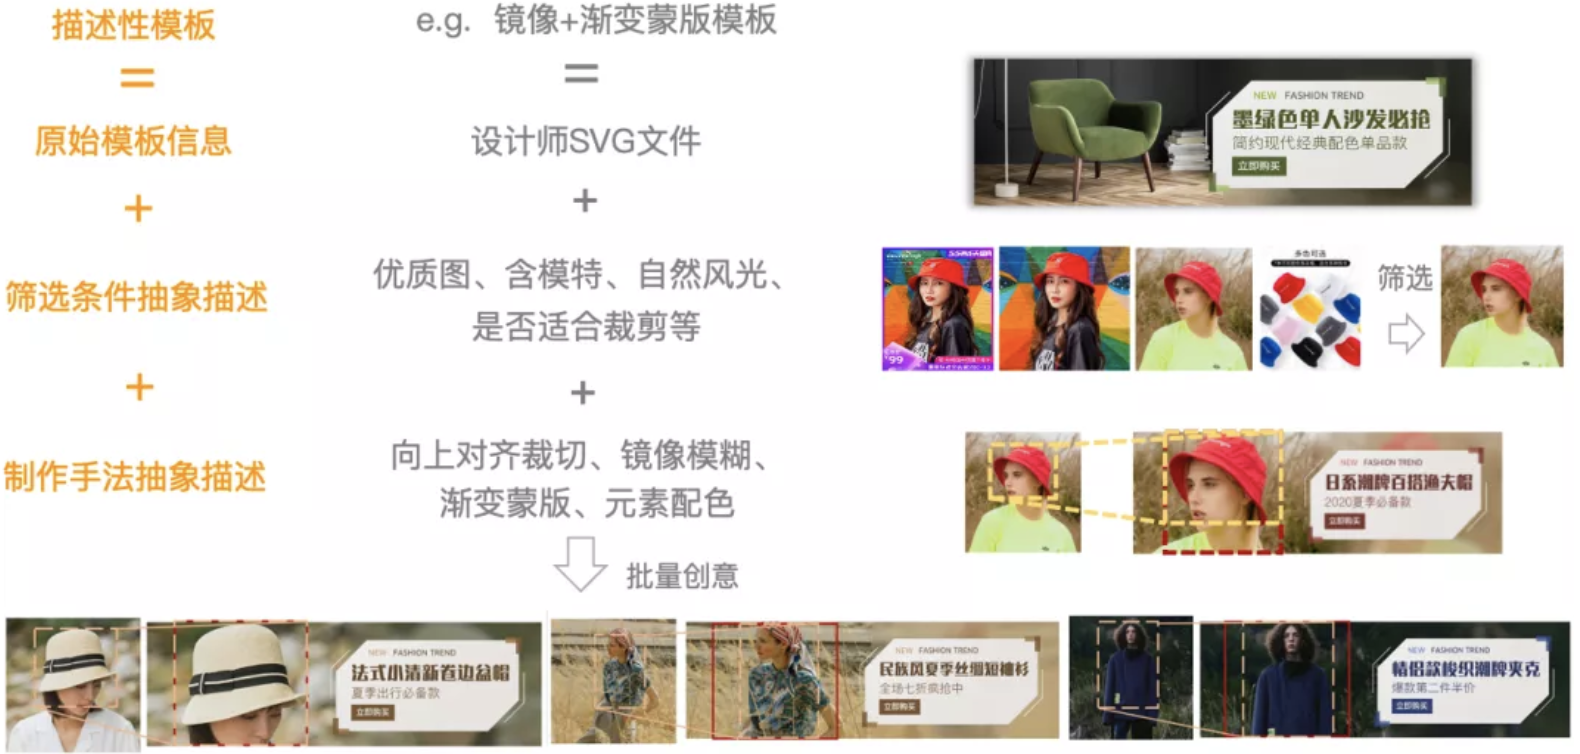 描述性模板
=
原始模板信息
+
筛选条件抽象描述
+
制作手法抽象描述
e.g. 镜像+渐变蒙版模板
=
设计师SVG文件
+
优质图、含模特、自然风光、
是否适合裁剪等
+
向上对齐裁切、镜像模糊、
渐变蒙版、元素配色
批量创意
NEW FASHION TREND
墨绿色单人沙发必抢
简约现代经典配色单品款
立即购买
99
多色可选
筛选
NEW FASHION TREND
日系潮牌百搭渔夫帽
2020夏季必备款
立即购买
NEW FASHION TREND
法式小清新卷边盆帽
夏季出行必备款
立即购买
NEW FASHION TREND
民族风夏季丝绸短袖衫
全场七折疯抢中
立即购买
NEW FASHION TREND
情侣款梭织潮牌夹克
爆款第二件半价
立即购买